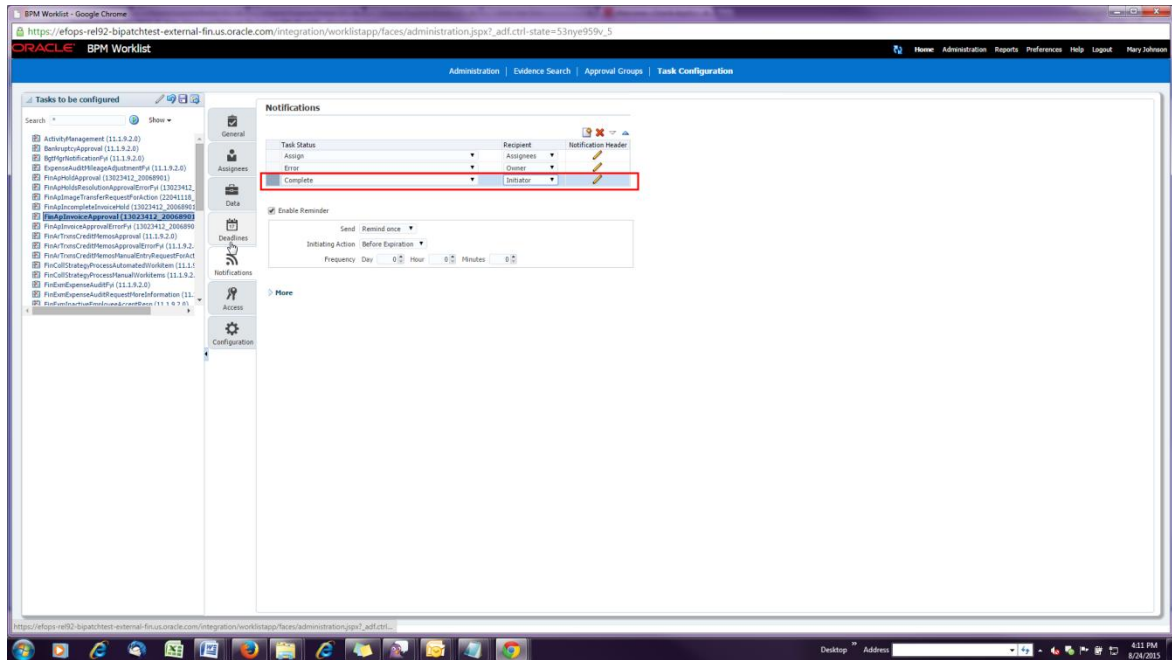 BPM Worklist - Google Chrome
https://efops-rel92-bipatchtest-external-fin.us.oracle.com/integration/worklistapp/faces/administration.jspx?_adf.ctrl-state=53nye959v_5
ORACLE BPM Worklist
Home Administration Reports Preferences Help Logout Mary Johnson
Administration | Evidence Search | Approval Groups | Task Configuration
Tasks to be configured
Search * Show
ActivityManagement (11.1.9.2.0)
BankruptcyApproval (11.1.9.2.0)
BgtMgrNotificationFyi (11.1.9.2.0)
ExpenseAuditMileageAdjustmentFyi (11.1.9.2.0)
FinApHoldApproval (13023412_20068901)
FinApHoldsResolutionApprovalErrorFyi (13023412_
FinApImageTransferRequestForAction (22041118_
FinApIncompleteInvoiceHold (13023412_20068901
FinApInvoiceApproval (13023412_20068901
FinApInvoiceApprovalErrorFyi (13023412_2006890
FinArTrxnsCreditMemosApproval (11.1.9.2.0)
FinArTrxnsCreditMemosApprovalErrorFyi (11.1.9.2.
FinArTrxnsCreditMemosManualEntryRequestForAct
FinCollStrategyProcessAutomatedWorkitem (11.1.9
FinCollStrategyProcessManualWorkitems (11.1.9.2.
FinExmExpenseAuditFyi (11.1.9.2.0)
FinExmExpenseAuditRequestMoreInformation (11.
FinExmInactiveEmployeeAccentResp (11.1.9.2.0)
General
Assignees
Data
Deadlines
Notifications
Access
Configuration
Notifications
Task Status Recipient Notification Header
Assign Assignees
Error Owner
Complete Initiator
Enable Reminder
Send Remind once
Initiating Action Before Expiration
Frequency Day 0 Hour 0 Minutes 0
More
https://efops-rel92-bipatchtest-external-fin.us.oracle.com/integration/worklistapp/faces/administration.jspx?_adf.ctrl...
Desktop Address
4:11 PM
8/24/2015